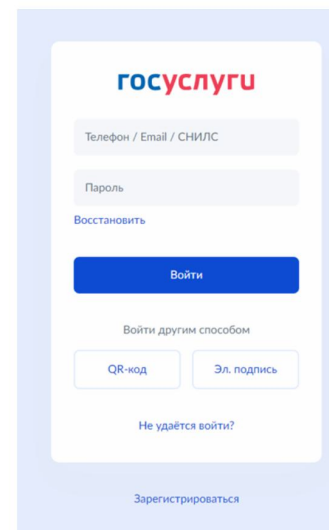 госуслуги
Телефон / Email / СНИЛС
Пароль
Восстановить
Войти
Войти другим способом
QR-код
Эл. подпись
Не удаётся войти?
Зарегистрироваться